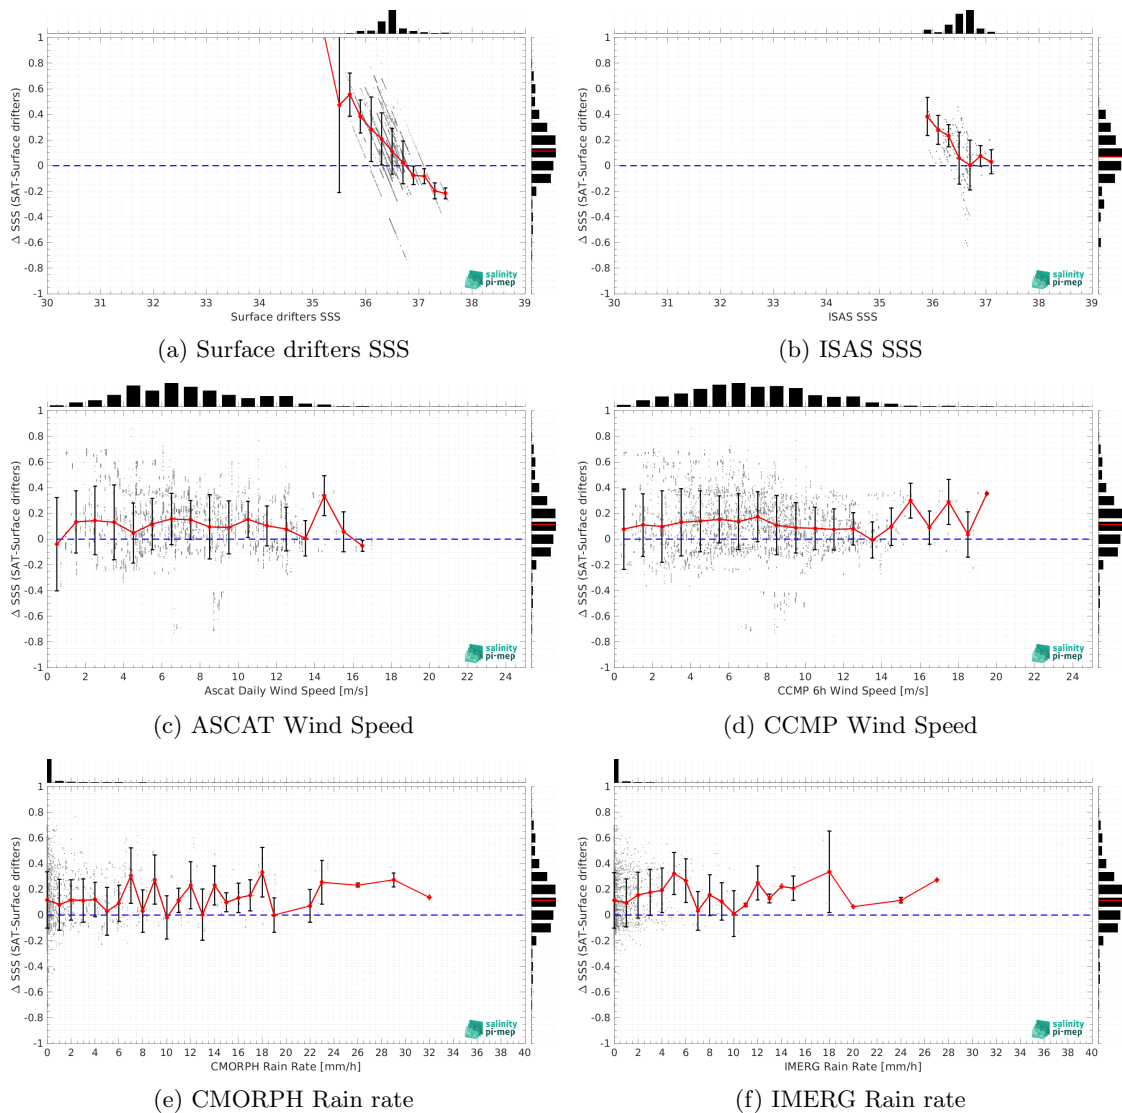 1
0.8
0.6
0.4
0.2
0
-0.2
-0.4
-0.6
-0.8
-1
Δ SSS (SAT-Surface drifters)
30 31 32 33 34 35 36 37 38 39
Surface drifters SSS
salinity
pi-mep
(a) Surface drifters SSS
1
0.8
0.6
0.4
0.2
0
-0.2
-0.4
-0.6
-0.8
-1
Δ SSS (SAT-Surface drifters)
30 31 32 33 34 35 36 37 38 39
ISAS SSS
salinity
pi-mep
(b) ISAS SSS
1
0.8
0.6
0.4
0.2
0
-0.2
-0.4
-0.6
-0.8
-1
Δ SSS (SAT-Surface drifters)
0 2 4 6 8 10 12 14 16 18 20 22 24
Ascat Daily Wind Speed [m/s]
salinity
pi-mep
(c) ASCAT Wind Speed
1
0.8
0.6
0.4
0.2
0
-0.2
-0.4
-0.6
-0.8
-1
Δ SSS (SAT-Surface drifters)
0 2 4 6 8 10 12 14 16 18 20 22 24
CCMP 6h Wind Speed [m/s]
salinity
pi-mep
(d) CCMP Wind Speed
1
0.8
0.6
0.4
0.2
0
-0.2
-0.4
-0.6
-0.8
-1
Δ SSS (SAT-Surface drifters)
0 2 4 6 8 10 12 14 16 18 20 22 24 26 28 30 32 34 36 38 40
CMORPH Rain Rate [mm/h]
salinity
pi-mep
(e) CMORPH Rain rate
1
0.8
0.6
0.4
0.2
0
-0.2
-0.4
-0.6
-0.8
-1
Δ SSS (SAT-Surface drifters)
0 2 4 6 8 10 12 14 16 18 20 22 24 26 28 30 32 34 36 38 40
IMERG Rain Rate [mm/h]
salinity
pi-mep
(f) IMERG Rain rate